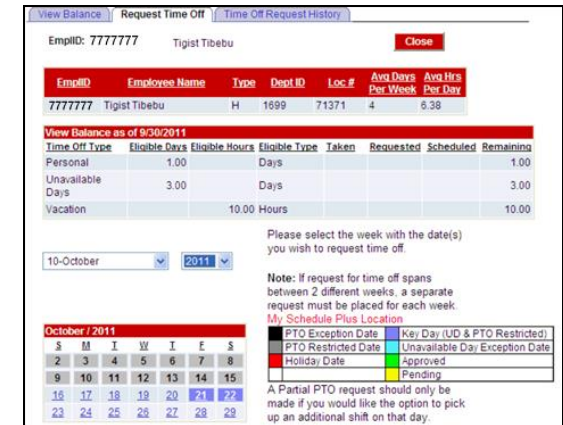 View Balance Request Time Off Time Off Request History
EmplID: 7777777 Tigist Tibebu Close
EmplID Employee Name Type Dept ID Loc # Avg Days Per Week Avg Hrs Per Day
7777777 Tigist Tibebu H 1699 71371 4 6.38
View Balance as of 9/30/2011
Time Off Type Eligible Days Eligible Hours Eligible Type Taken Requested Scheduled Remaining
Personal 1.00 Days 1.00
Unavailable Days 3.00 Days 3.00
Vacation 10.00 Hours 10.00
Please select the week with the date(s)
you wish to request time off.
10-October 2011
Note: If request for time off spans
between 2 different weeks, a separate
request must be placed for each week.
My Schedule Plus Location
PTO Exception Date Key Day (UD & PTO Restricted)
PTO Restricted Date Unavailable Day Exception Date
Holiday Date Approved
Pending
A Partial PTO request should only be
made if you would like the option to pick
up an additional shift on that day.
October / 2011
S M T W T F S
2 3 4 5 6 7 8
9 10 11 12 13 14 15
16 17 18 19 20 21 22
23 24 25 26 27 28 29